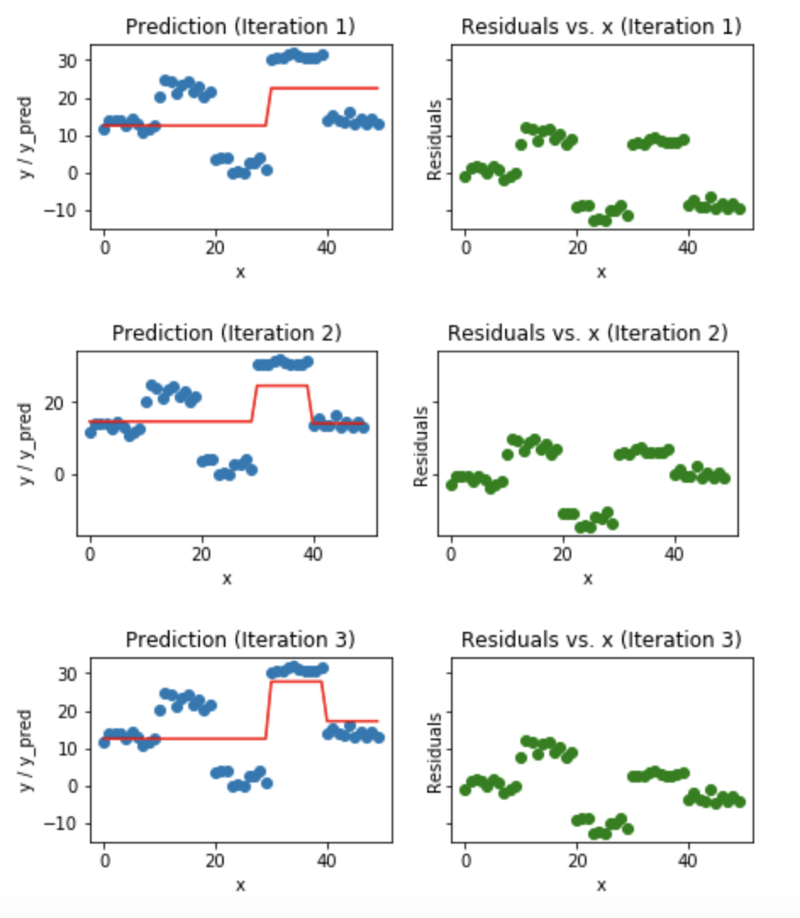 Prediction (Iteration 1)
Residuals vs. x (Iteration 1)
y / y_pred
30
20
10
0
−10
0 20 40
x
Residuals
0 20 40
x
Prediction (Iteration 2)
Residuals vs. x (Iteration 2)
y / y_pred
20
0
0 20 40
x
Residuals
0 20 40
x
Prediction (Iteration 3)
Residuals vs. x (Iteration 3)
y / y_pred
30
20
10
0
−10
0 20 40
x
Residuals
0 20 40
x